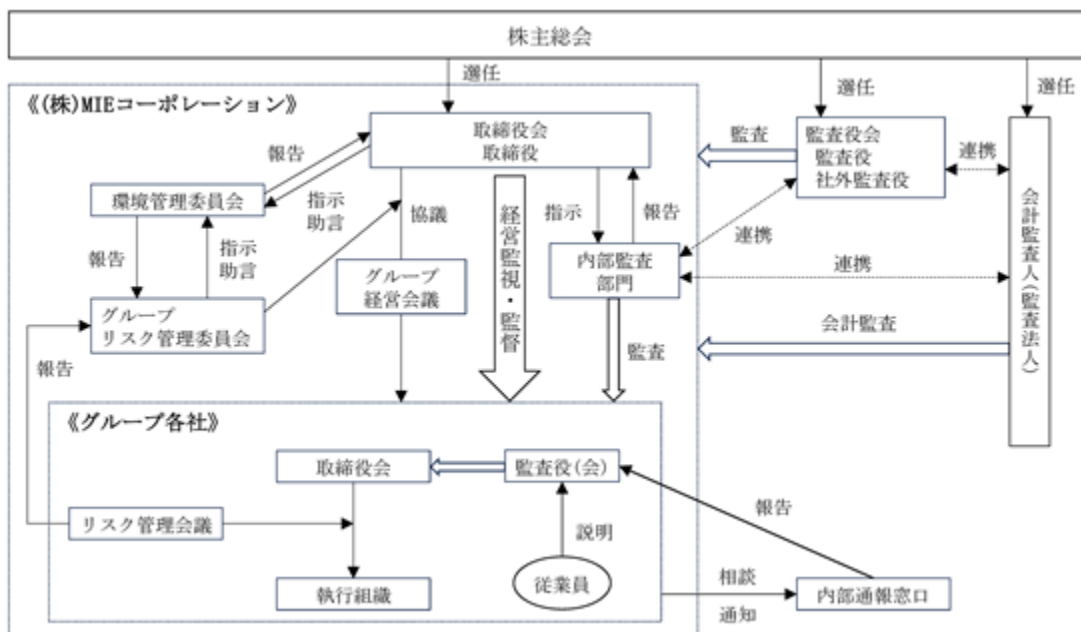 株主総会
選任
選任
選任
《(株)MIEコーポレーション》
取締役会
取締役
監査
監査役会
監査役
社外監査役
連携
会計監査人(監査法人)
報告
指示
助言
環境管理委員会
協議
経営監視・監督
指示
報告
連携
報告
指示
助言
グループ
経営会議
内部監査
部門
連携
グループ
リスク管理委員会
会計監査
報告
監査
《グループ各社》
取締役会
監査役(会)
報告
リスク管理会議
説明
執行組織
従業員
相談
通知
内部通報窓口